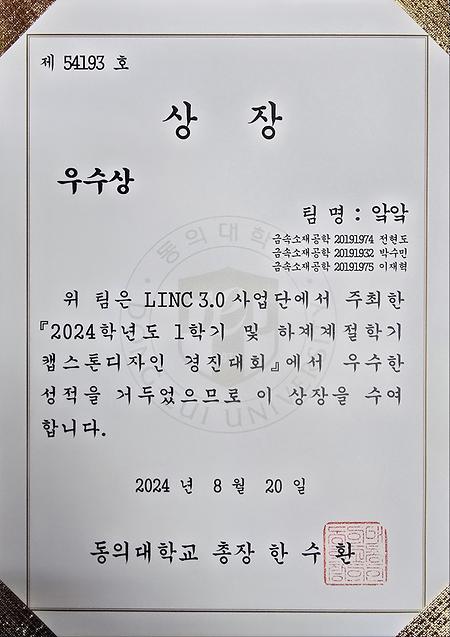 제 54193 호
상 장
우수상
팀 명 : 앞앞
금속소재공학 20191974 전현도
금속소재공학 20191932 박수민
금속소재공학 20191975 이재혁
위 팀은 LINC 3.0 사업단에서 주최한
『2024학년도 1학기 및 하계계절학기
캡스톤디자인 경진대회』에서 우수한
성적을 거두었으므로 이 상장을 수여
합니다.
2024 년 8 월 20 일
동의대학교 총장 한 수 환